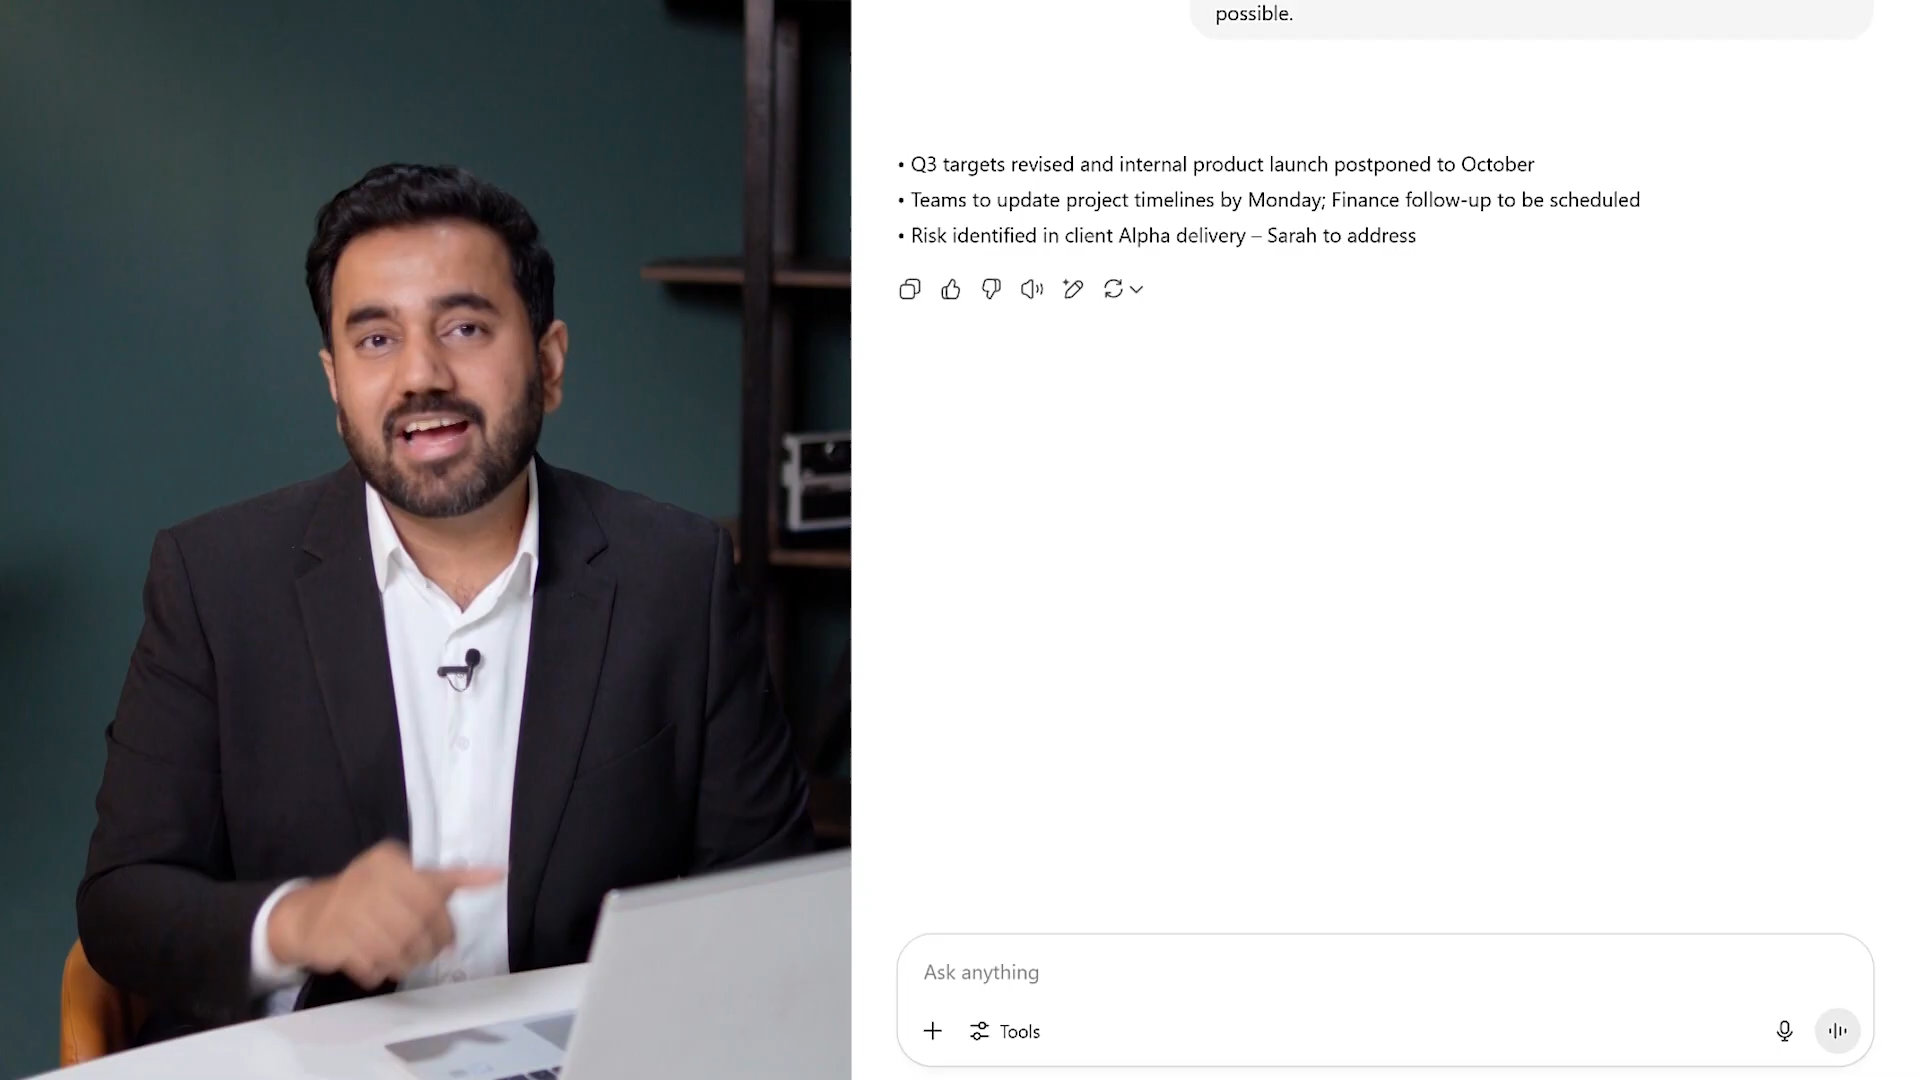 possible.
• Q3 targets revised and internal product launch postponed to October
• Teams to update project timelines by Monday; Finance follow-up to be scheduled
• Risk identified in client Alpha delivery – Sarah to address
Ask anything
Tools